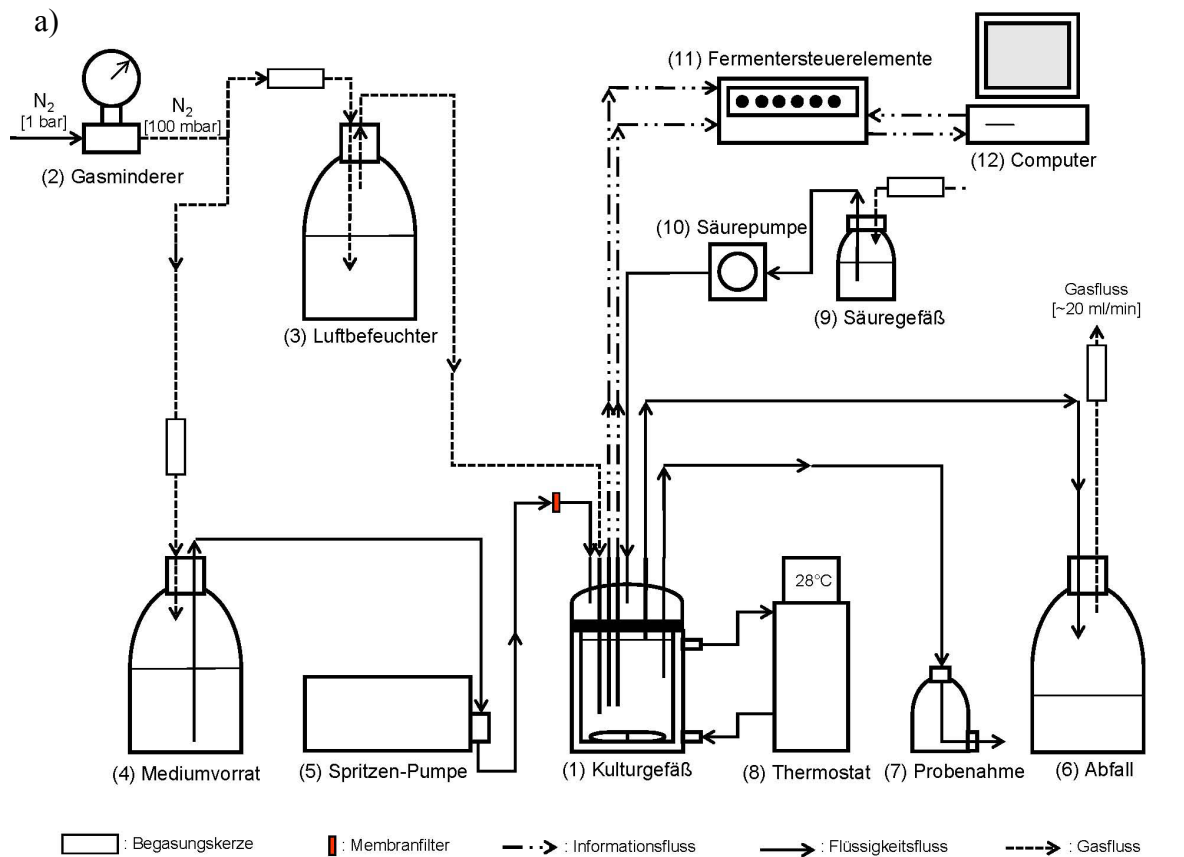 a)
(11) Fermentersteuerelemente
N2
[1 bar]
N2
[100 mbar]
(2) Gasminderer
(12) Computer
(10) Säurepumpe
(9) Säuregefäß
(3) Luftbefeuchter
Gasfluss
[~20 ml/min]
28°C
(4) Mediumvorrat
(5) Spritzen-Pumpe
(1) Kulturgefäß
(8) Thermostat
(7) Probenahme
(6) Abfall
: Begasungskerze
: Membranfilter
: Informationsfluss
: Flüssigkeitsfluss
: Gasfluss